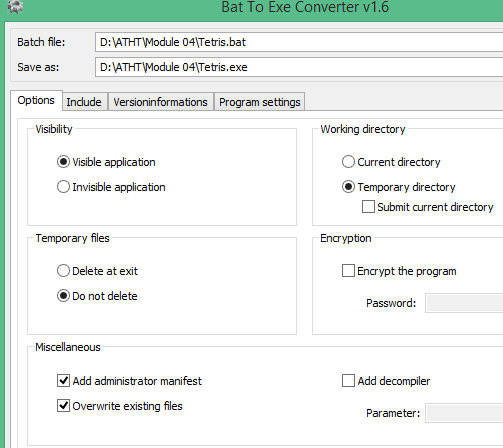 Bat To Exe Converter v1.6
Batch file: D:\ATHT\Module 04\Tetris.bat
Save as: D:\ATHT\Module 04\Tetris.exe
Options Include Versioninformations Program settings
Visibility
Visible application
Invisible application
Working directory
Current directory
Temporary directory
Submit current directory
Temporary files
Delete at exit
Do not delete
Encryption
Encrypt the program
Password:
Miscellaneous
Add administrator manifest
Overwrite existing files
Add decompiler
Parameter: